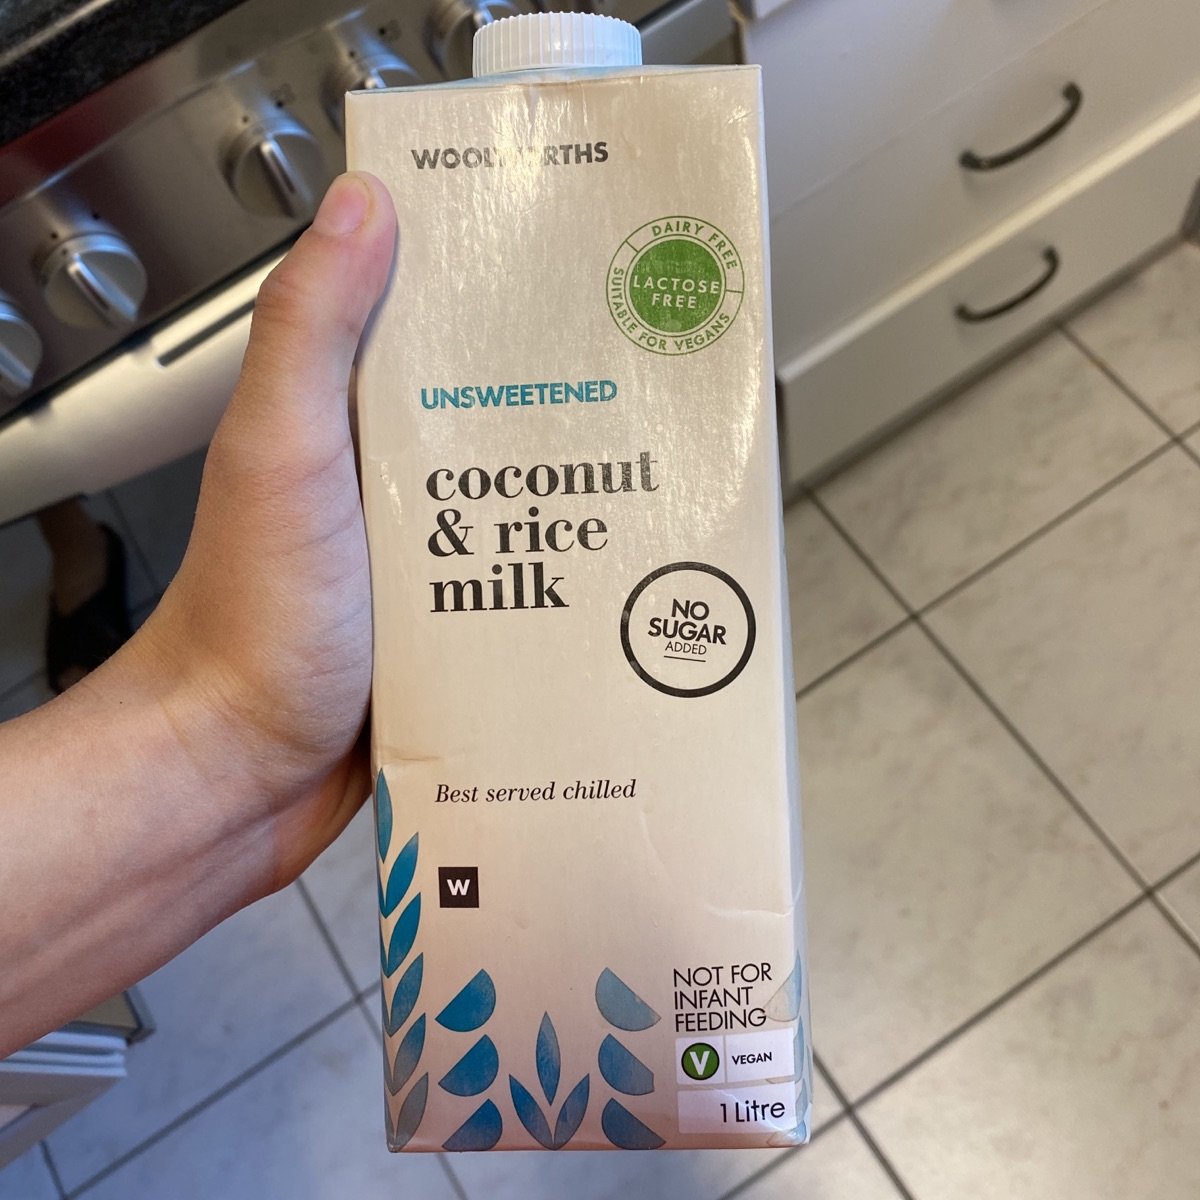 WOOLWORTHS
DAIRY FREE
LACTOSE
FREE
SUITABLE FOR VEGANS
UNSWEETENED
coconut
& rice
milk
NO
SUGAR
ADDED
Best served chilled
W
NOT FOR
INFANT
FEEDING
V VEGAN
1 Litre